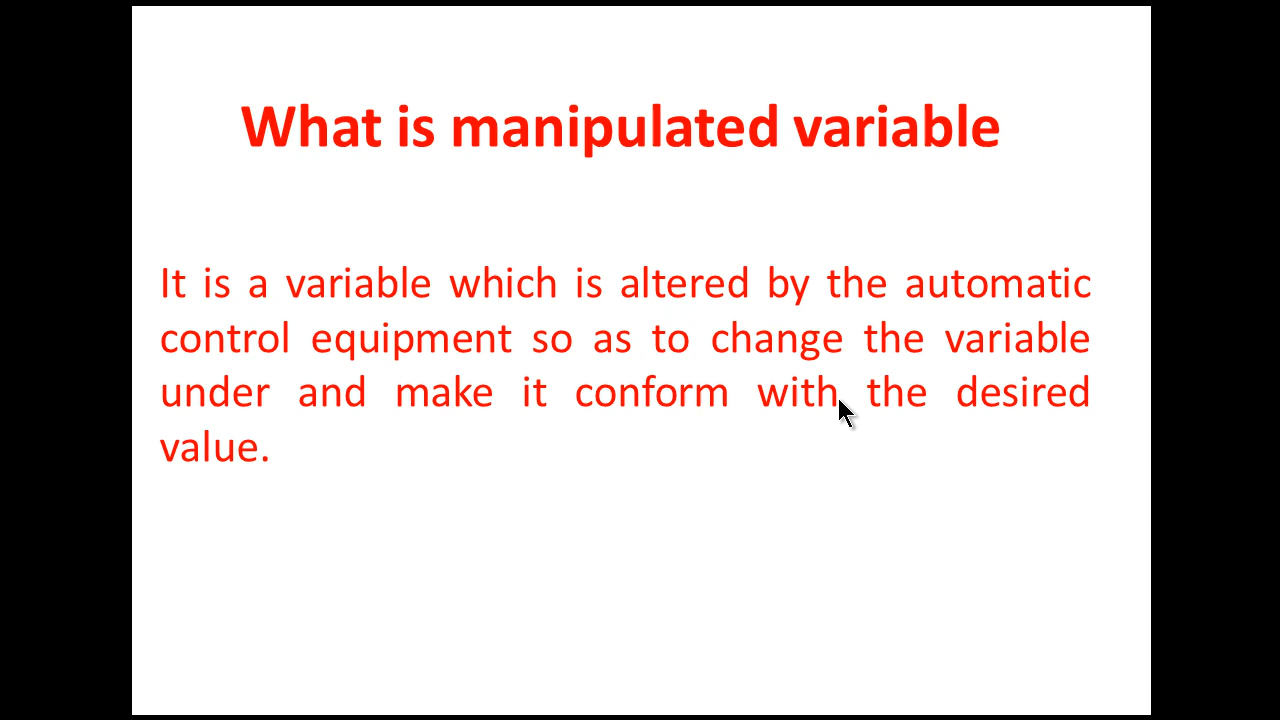 What is manipulated variable
It is a variable which is altered by the automatic
control equipment so as to change the variable
under and make it conform with the desired
value.